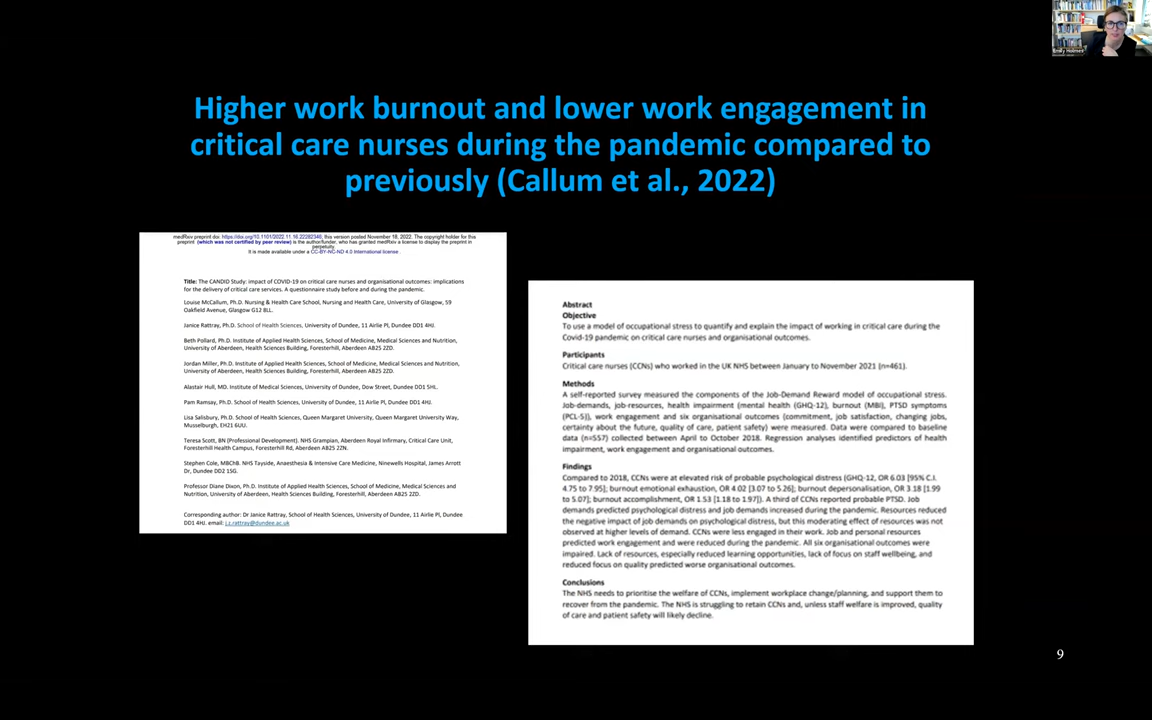 Emily Holmes
Higher work burnout and lower work engagement in
critical care nurses during the pandemic compared to
previously (Callum et al., 2022)
medRxiv preprint doi: https://doi.org/10.1101/2022.11.16.22282346; this version posted November 18, 2022. The copyright holder for this
preprint (which was not certified by peer review) is the author/funder, who has granted medRxiv a license to display the preprint in
perpetuity.
It is made available under a CC-BY-NC-ND 4.0 International license .
Title: The CANDID Study: impact of COVID-19 on critical care nurses and organisational outcomes: implications
for the delivery of critical care services. A questionnaire study before and during the pandemic.
Louise McCallum, Ph.D. Nursing & Health Care School, Nursing and Health Care, University of Glasgow, 59
Oakfield Avenue, Glasgow G12 8LL.
Janice Rattray, Ph.D. School of Health Sciences, University of Dundee, 11 Airlie Pl, Dundee DD1 4HJ.
Beth Pollard, Ph.D. Institute of Applied Health Sciences, School of Medicine, Medical Sciences and Nutrition,
University of Aberdeen, Health Sciences Building, Foresterhill, Aberdeen AB25 2ZD.
Jordan Miller, Ph.D. Institute of Applied Health Sciences, School of Medicine, Medical Sciences and Nutrition,
University of Aberdeen, Health Sciences Building, Foresterhill, Aberdeen AB25 2ZD.
Alastair Hull, MD. Institute of Medical Sciences, University of Dundee, Dow Street, Dundee DD1 5HL.
Pam Ramsay, Ph.D. School of Health Sciences, University of Dundee, 11 Airlie Pl, Dundee DD1 4HJ.
Lisa Salisbury, Ph.D. School of Health Sciences, Queen Margaret University, Queen Margaret University Way,
Musselburgh, EH21 6UU.
Teresa Scott, BN (Professional Development). NHS Grampian, Aberdeen Royal Infirmary, Critical Care Unit,
Foresterhill Health Campus, Foresterhill Rd, Aberdeen AB25 2ZN.
Stephen Cole, MBChB. NHS Tayside, Anaesthesia & Intensive Care Medicine, Ninewells Hospital, James Arrott
Dr, Dundee DD2 1SG.
Professor Diane Dixon, Ph.D. Institute of Applied Health Sciences, School of Medicine, Medical Sciences and
Nutrition, University of Aberdeen, Health Sciences Building, Foresterhill, Aberdeen AB25 2ZD.
Corresponding author: Dr Janice Rattray, School of Health Sciences, University of Dundee, 11 Airlie Pl, Dundee
DD1 4HJ. email: j.z.rattray@dundee.ac.uk
Abstract
Objective
To use a model of occupational stress to quantify and explain the impact of working in critical care during the
Covid-19 pandemic on critical care nurses and organisational outcomes.
Participants
Critical care nurses (CCNs) who worked in the UK NHS between January to November 2021 (n=461).
Methods
A self-reported survey measured the components of the Job-Demand Reward model of occupational stress.
Job-demands, job-resources, health impairment (mental health (GHQ-12), burnout (MBI), PTSD symptoms
(PCL-5)), work engagement and six organisational outcomes (commitment, job satisfaction, changing jobs,
certainty about the future, quality of care, patient safety) were measured. Data were compared to baseline
data (n=557) collected between April to October 2018. Regression analyses identified predictors of health
impairment, work engagement and organisational outcomes.
Findings
Compared to 2018, CCNs were at elevated risk of probable psychological distress (GHQ-12, OR 6.03 [95% C.I.
4.75 to 7.95]; burnout emotional exhaustion, OR 4.02 [3.07 to 5.26]; burnout depersonalisation, OR 3.18 [1.99
to 5.07]; burnout accomplishment, OR 1.53 [1.18 to 1.97]). A third of CCNs reported probable PTSD. Job
demands predicted psychological distress and job demands increased during the pandemic. Resources reduced
the negative impact of job demands on psychological distress, but this moderating effect of resources was not
observed at higher levels of demand. CCNs were less engaged in their work. Job and personal resources
predicted work engagement and were reduced during the pandemic. All six organisational outcomes were
impaired. Lack of resources, especially reduced learning opportunities, lack of focus on staff wellbeing, and
reduced focus on quality predicted worse organisational outcomes.
Conclusions
The NHS needs to prioritise the welfare of CCNs, implement workplace change/planning, and support them to
recover from the pandemic. The NHS is struggling to retain CCNs and, unless staff welfare is improved, quality
of care and patient safety will likely decline.
9